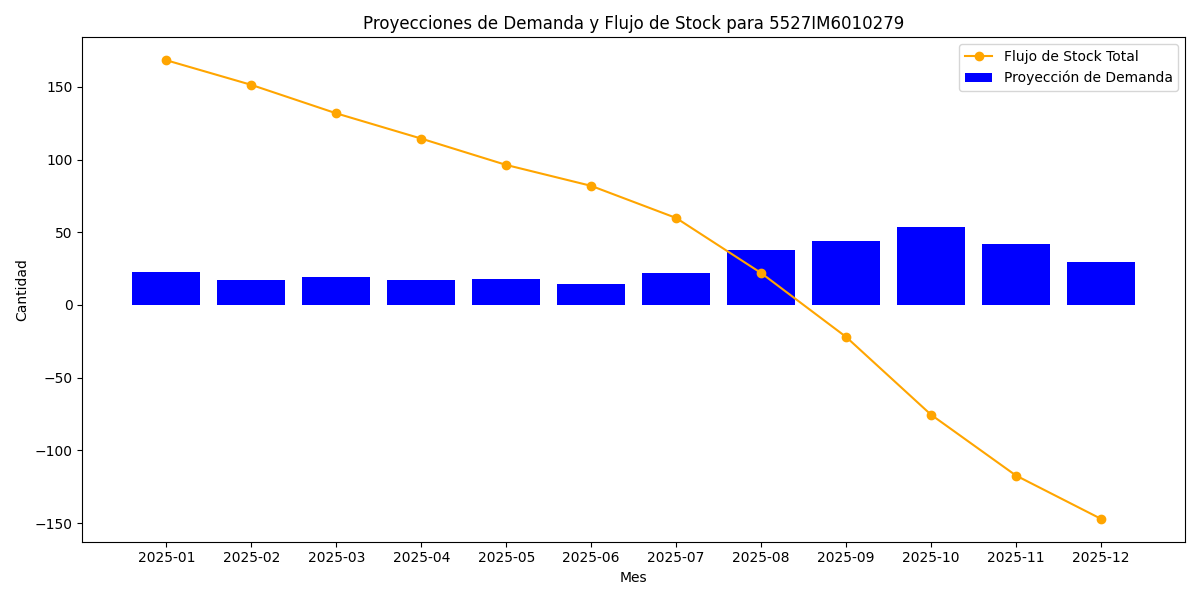 Proyecciones de Demanda y Flujo de Stock para 5527IM6010279
Flujo de Stock Total
Proyección de Demanda
Cantidad
150
100
50
0
−50
−100
−150
2025-01 2025-02 2025-03 2025-04 2025-05 2025-06 2025-07 2025-08 2025-09 2025-10 2025-11 2025-12
Mes